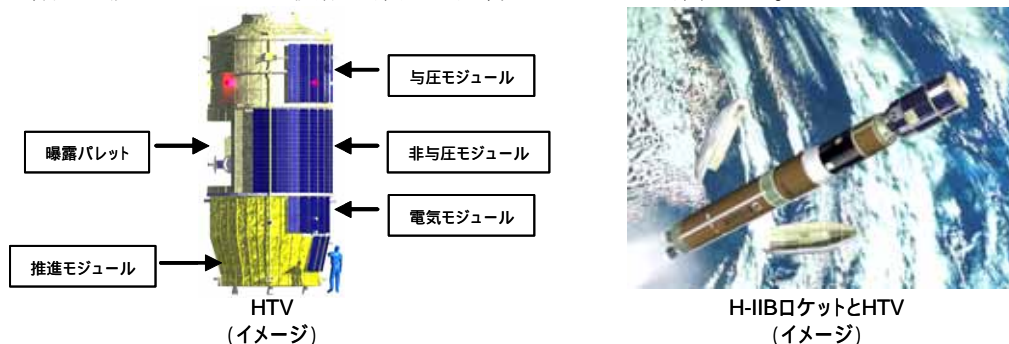 与圧モジュール
曝露パレット
非与圧モジュール
電気モジュール
推進モジュール
HTV
(イメージ)
H-IIBロケットとHTV
(イメージ)